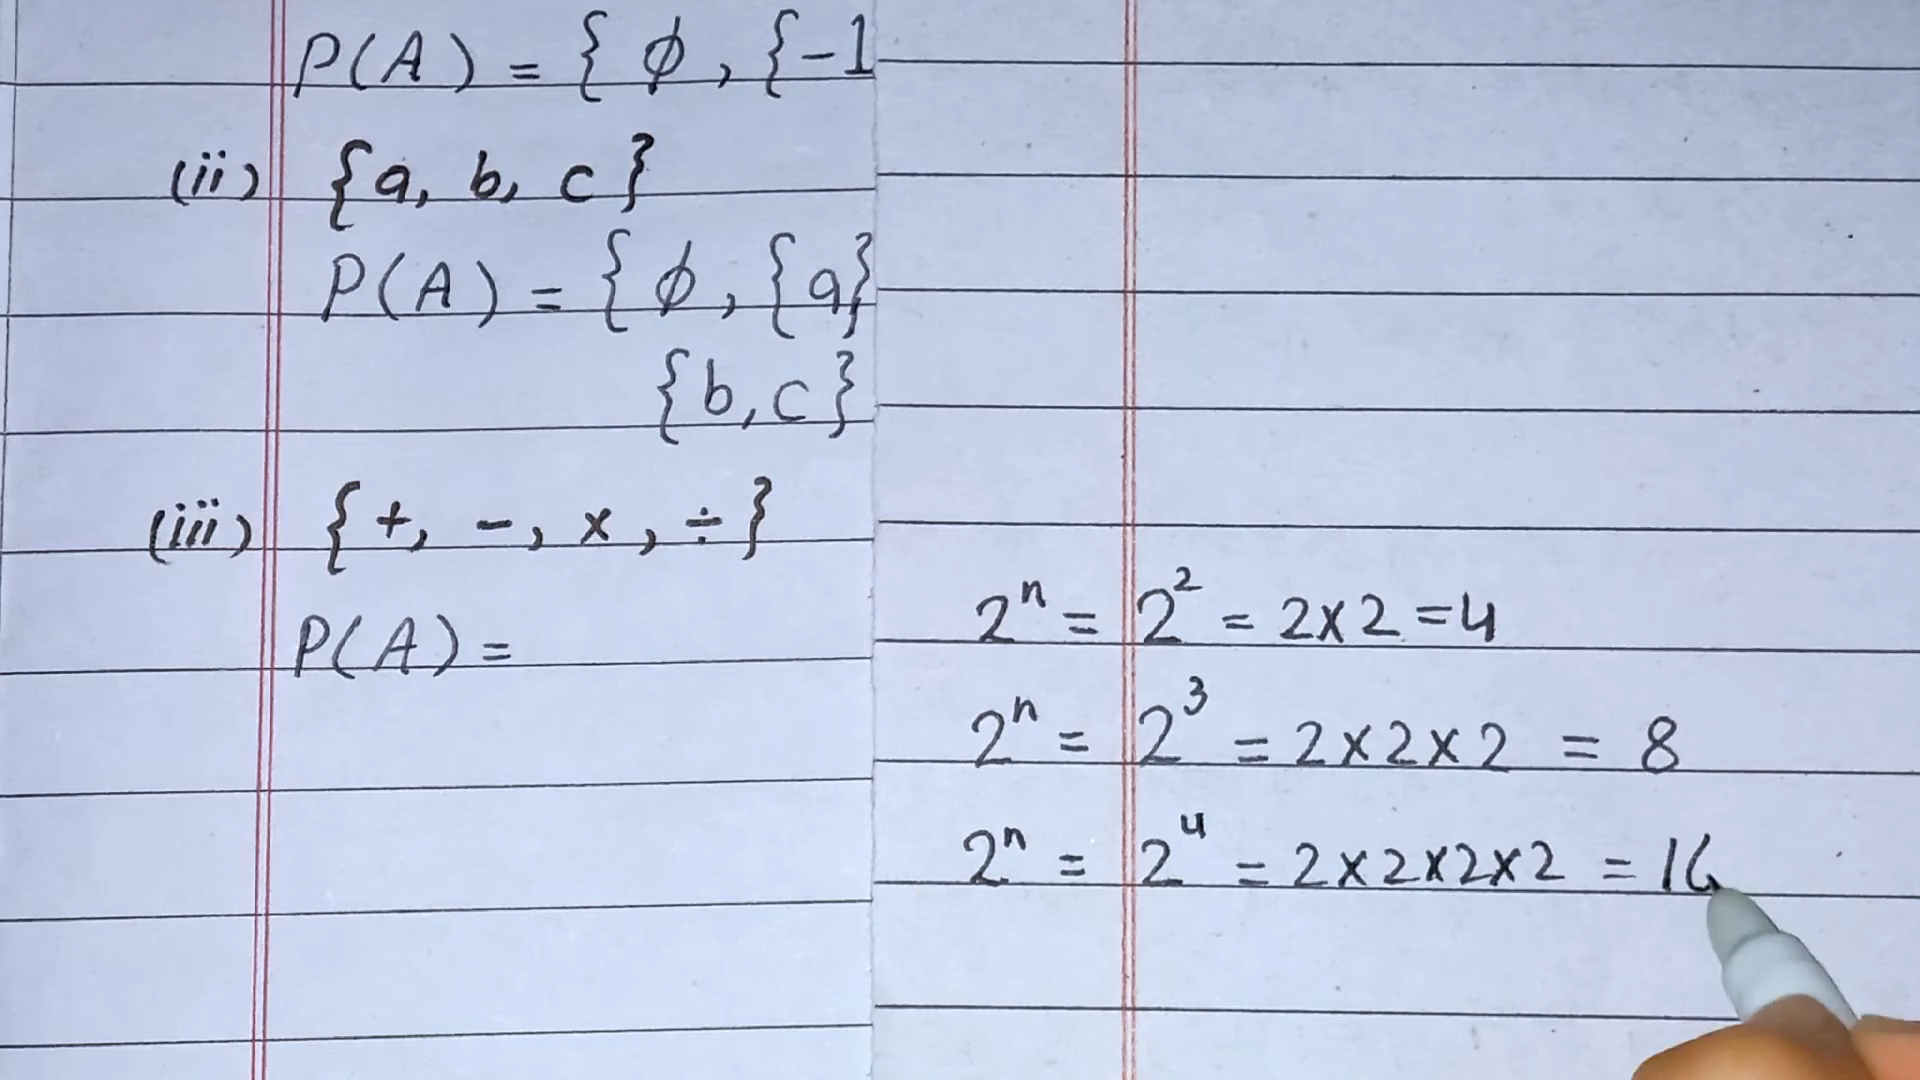 P(A) = { ϕ , {-1
(ii) {a, b, c}
P(A) = { ϕ , {a}
{b, c}
(iii) {+, -, x, ÷}
P(A) =
2ⁿ = 2² = 2x2 = 4
2ⁿ = 2³ = 2x2x2 = 8
2ⁿ = 2⁴ = 2x2x2x2 = 16